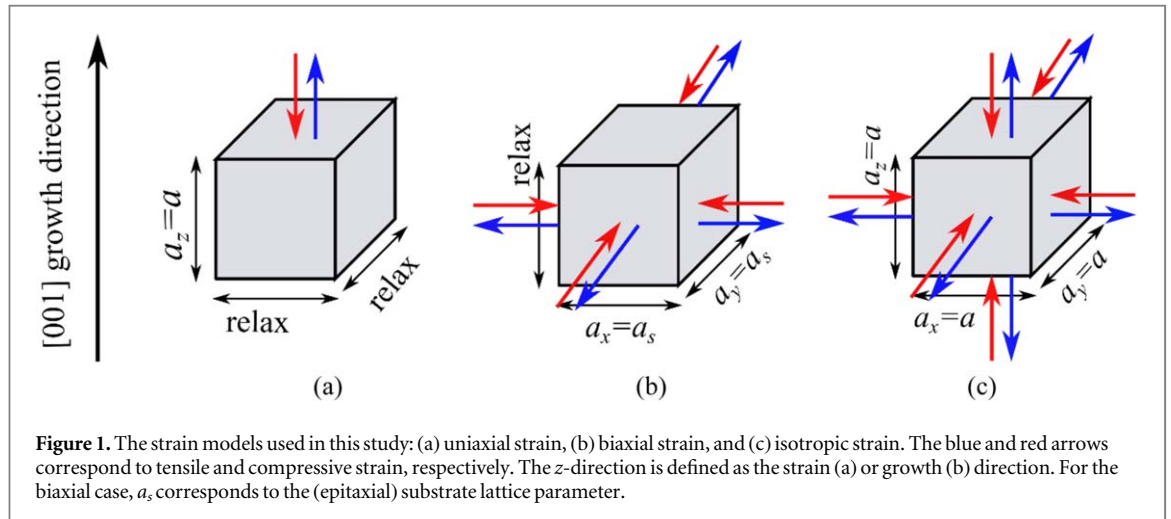 [001] growth direction
a_z=a
relax
relax
(a)
relax
a_x=a_s
a_y=a_s
(b)
a_z=a
a_x=a
a_y=a
(c)
Figure 1. The strain models used in this study: (a) uniaxial strain, (b) biaxial strain, and (c) isotropic strain. The blue and red arrows
correspond to tensile and compressive strain, respectively. The z-direction is defined as the strain (a) or growth (b) direction. For the
biaxial case, a_s corresponds to the (epitaxial) substrate lattice parameter.